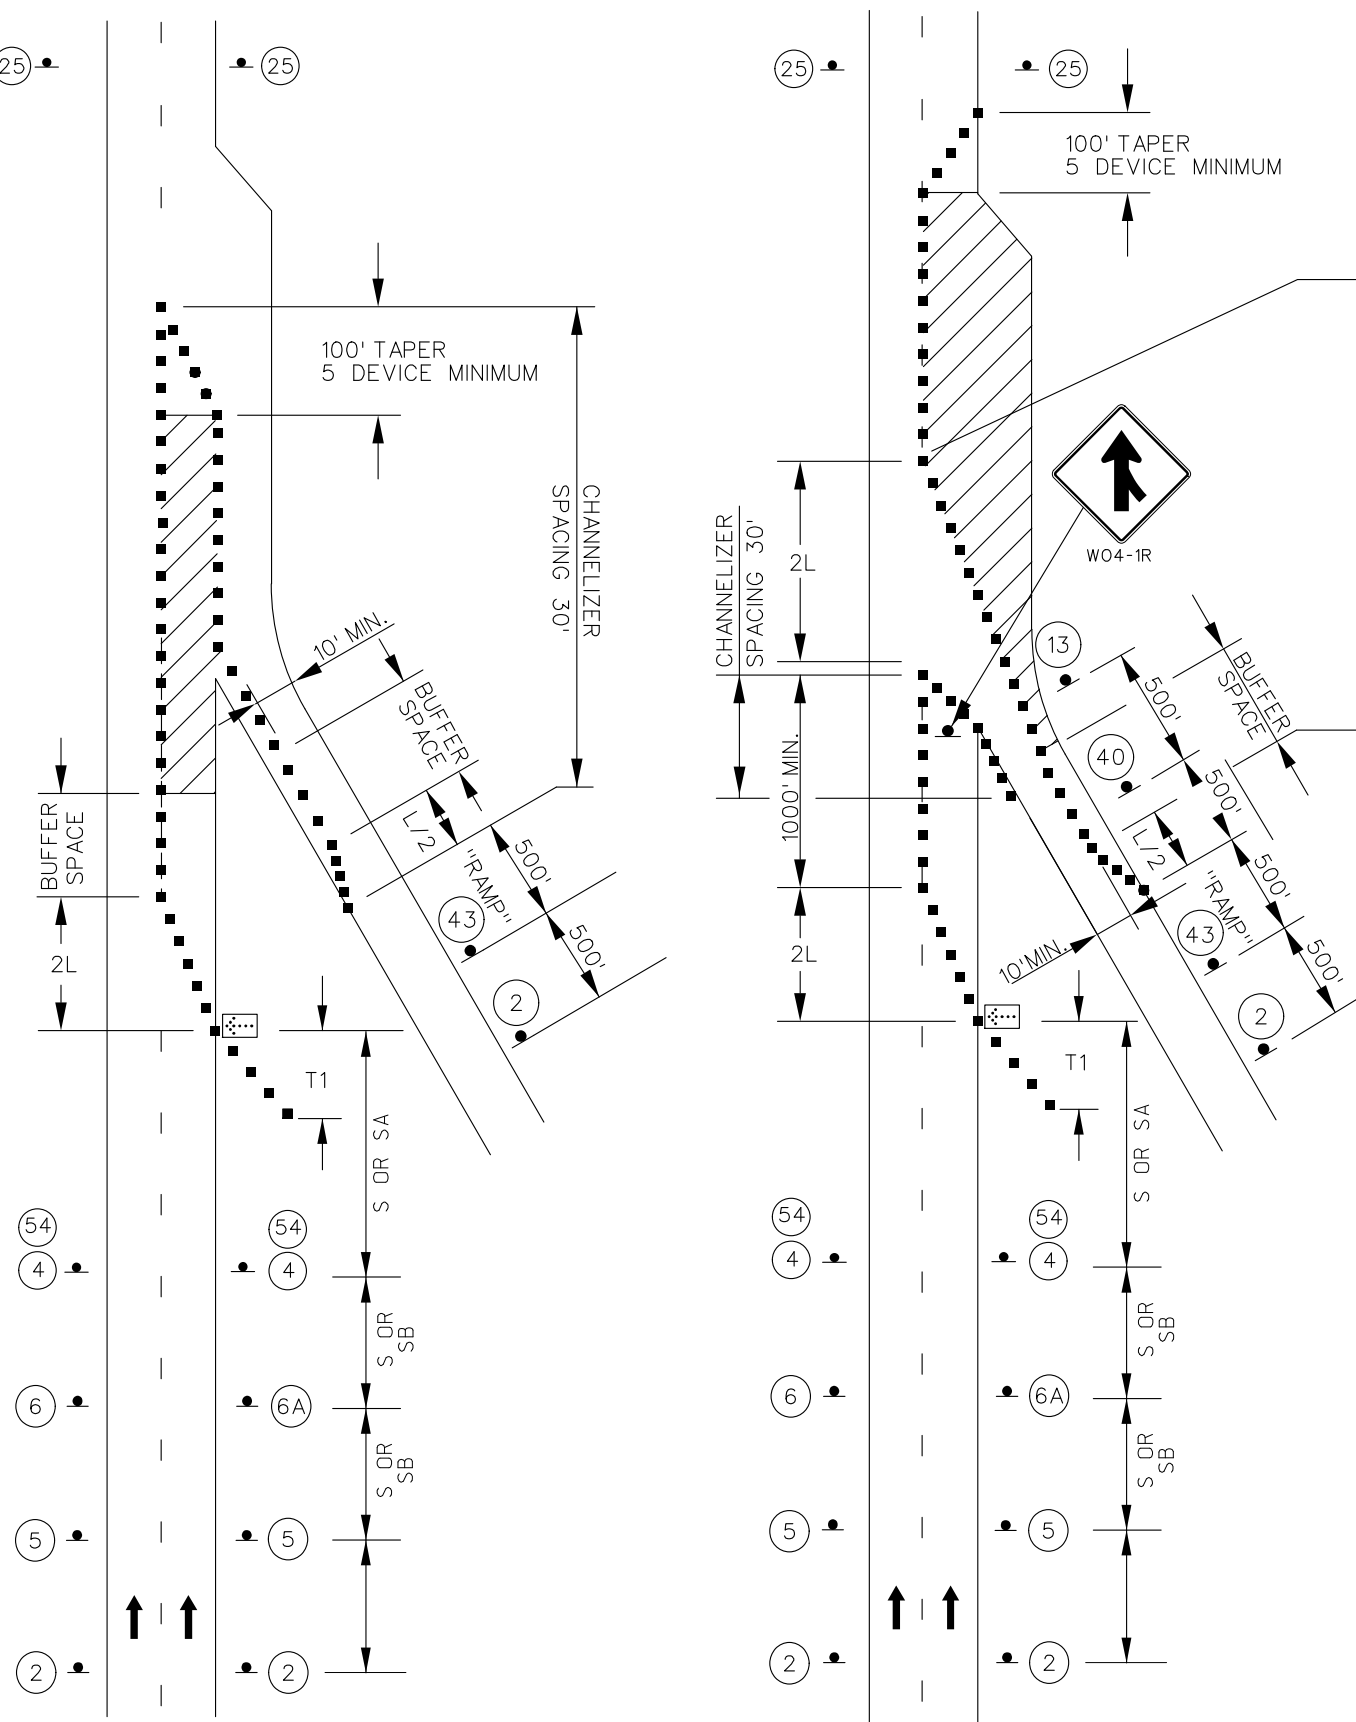 25
25
100' TAPER
5 DEVICE MINIMUM
CHANNELIZER
SPACING 30'
10' MIN.
BUFFER
SPACE
BUFFER
SPACE
L/2
"RAMP"
500'
43
500'
2
2L
T1
S OR SA
54
4
54
4
S OR
SB
6
6A
S OR
SB
5
5
2
2
25
25
100' TAPER
5 DEVICE MINIMUM
W04-1R
CHANNELIZER
SPACING 30'
2L
13
500'
BUFFER
SPACE
40
500'
1000' MIN.
L/2
"RAMP"
500'
43
500'
10'MIN.
2
2L
T1
S OR SA
54
4
54
4
S OR
SB
6
6A
S OR
SB
5
5
2
2